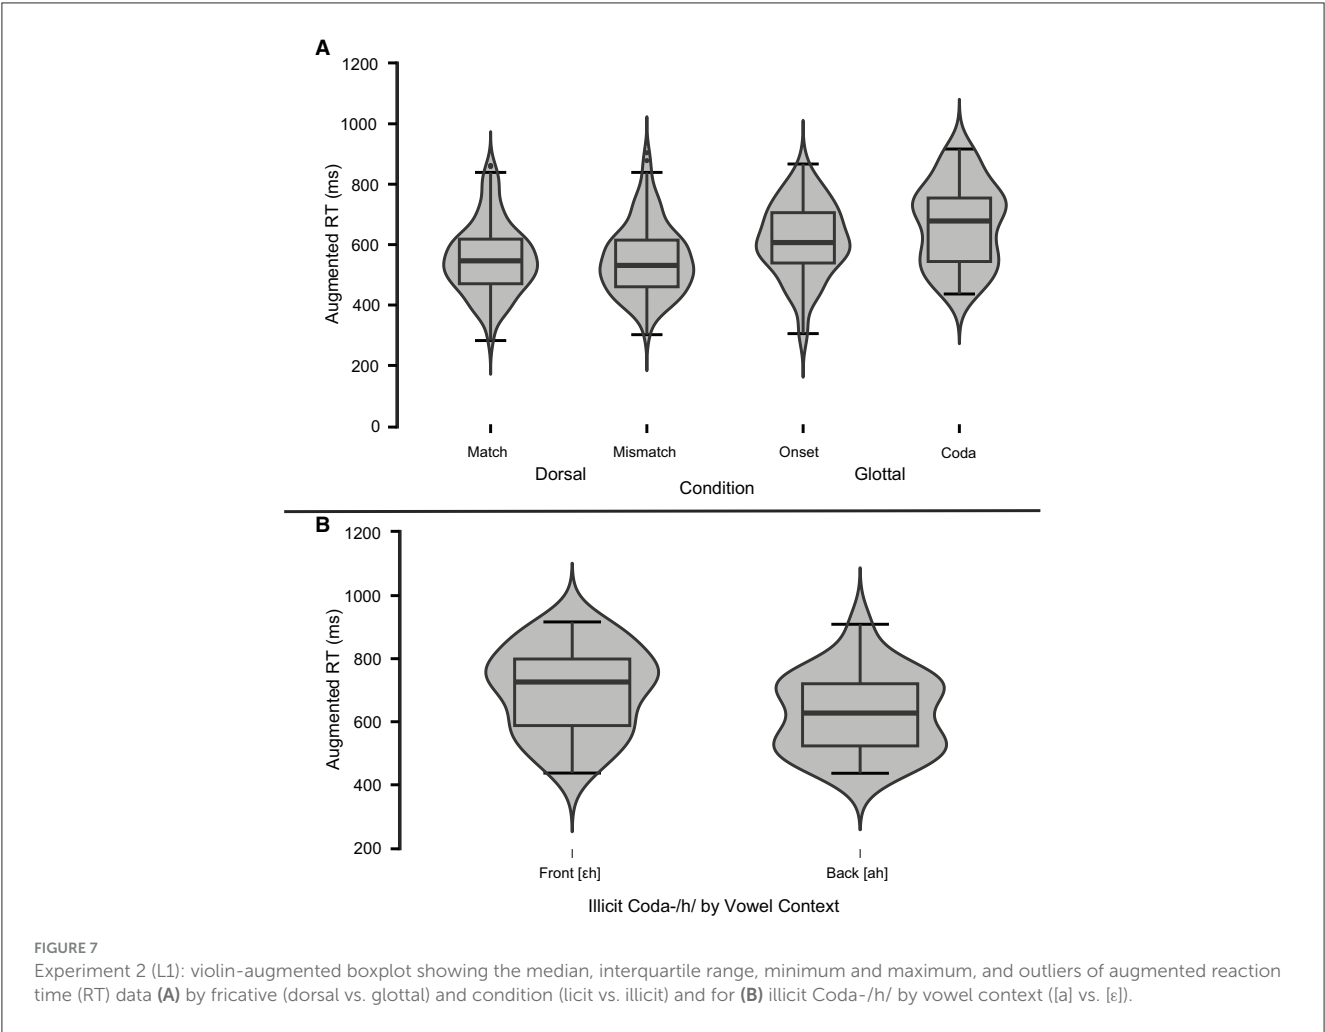 A
1200
1000
800
600
400
200
0
Augmented RT (ms)
Match
Mismatch
Onset
Coda
Dorsal
Glottal
Condition
B
1200
1000
800
600
400
200
Augmented RT (ms)
Front [ɛh]
Back [ah]
Illicit Coda-/h/ by Vowel Context
FIGURE 7
Experiment 2 (L1): violin-augmented boxplot showing the median, interquartile range, minimum and maximum, and outliers of augmented reaction
time (RT) data (A) by fricative (dorsal vs. glottal) and condition (licit vs. illicit) and for (B) illicit Coda-/h/ by vowel context ([a] vs. [ɛ]).